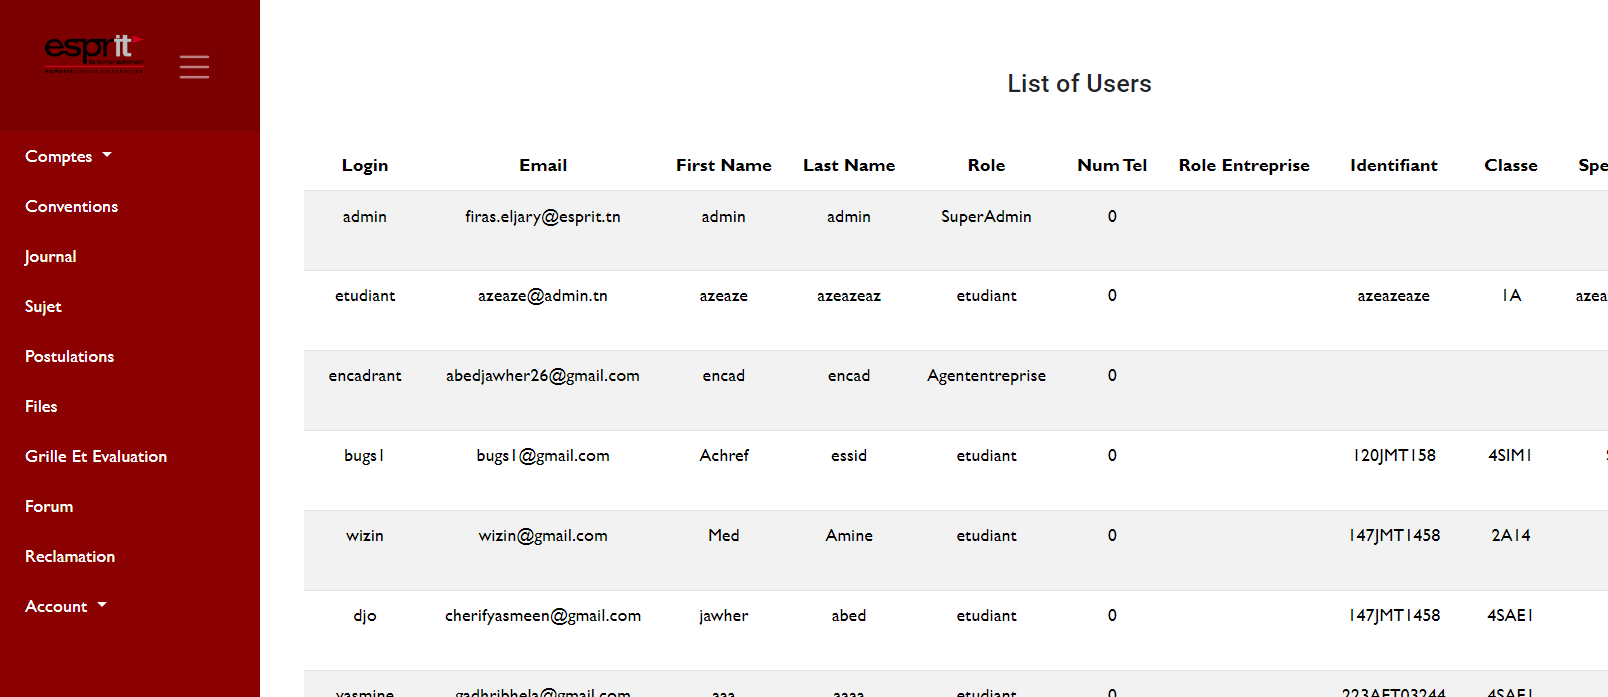 esprit
Comptes
Conventions
Journal
Sujet
Postulations
Files
Grille Et Evaluation
Forum
Reclamation
Account
List of Users
Login Email First Name Last Name Role Num Tel Role Entreprise Identifiant Classe Spe
admin firas.eljary@esprit.tn admin admin SuperAdmin 0
etudiant azeaze@admin.tn azeaze azeazeaz etudiant 0 azeazeaze 1A azea
encadrant abedjawher26@gmail.com encad encad Agententreprise 0
bugs1 bugs1@gmail.com Achref essid etudiant 0 120JMT158 4SIM1
wizin wizin@gmail.com Med Amine etudiant 0 147JMT1458 2A14
djo cherifyasmeen@gmail.com jawher abed etudiant 0 147JMT1458 4SAE1
yasmine gadhribhela@gmail.com aaa aaaa etudiant 0 223AFT03244 4SAE1